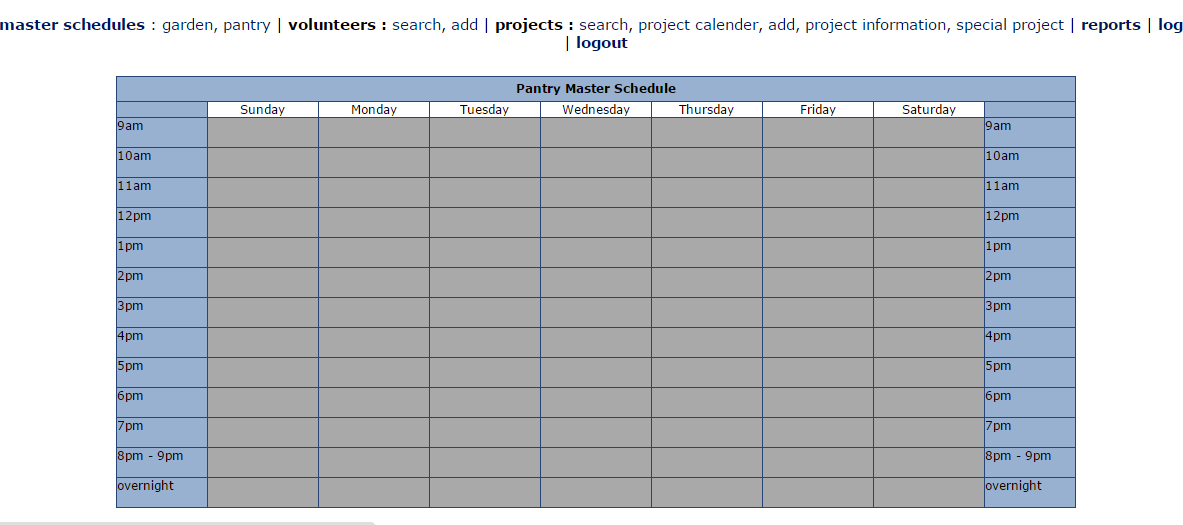 master schedules : garden, pantry | volunteers : search, add | projects : search, project calender, add, project information, special project | reports | log
| logout
Pantry Master Schedule
Sunday Monday Tuesday Wednesday Thursday Friday Saturday
9am 9am
10am 10am
11am 11am
12pm 12pm
1pm 1pm
2pm 2pm
3pm 3pm
4pm 4pm
5pm 5pm
6pm 6pm
7pm 7pm
8pm - 9pm 8pm - 9pm
overnight overnight